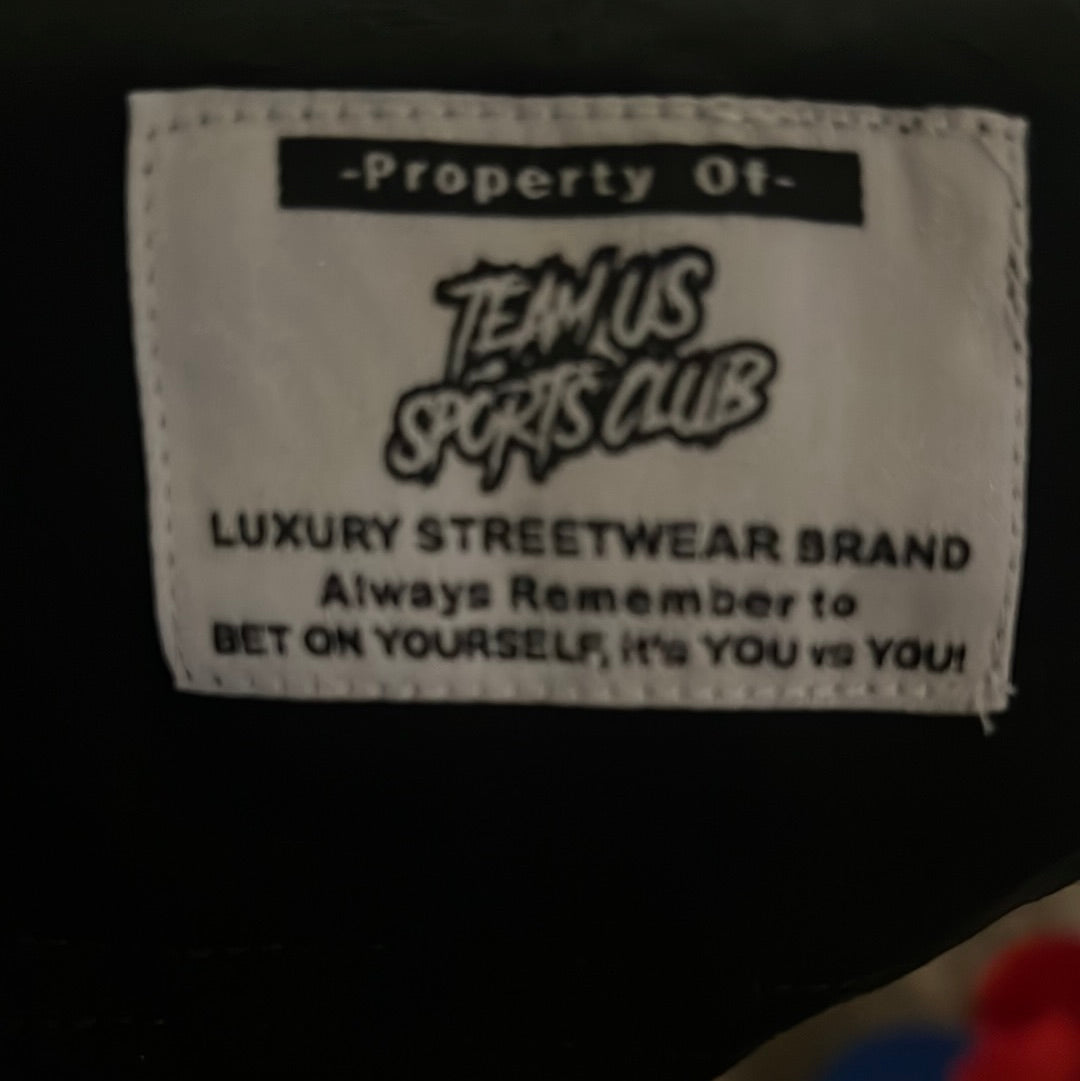 -Property Of-
TEAM US
SPORTS CLUB
LUXURY STREETWEAR BRAND
Always Remember to
BET ON YOURSELF, it's YOU vs YOU!